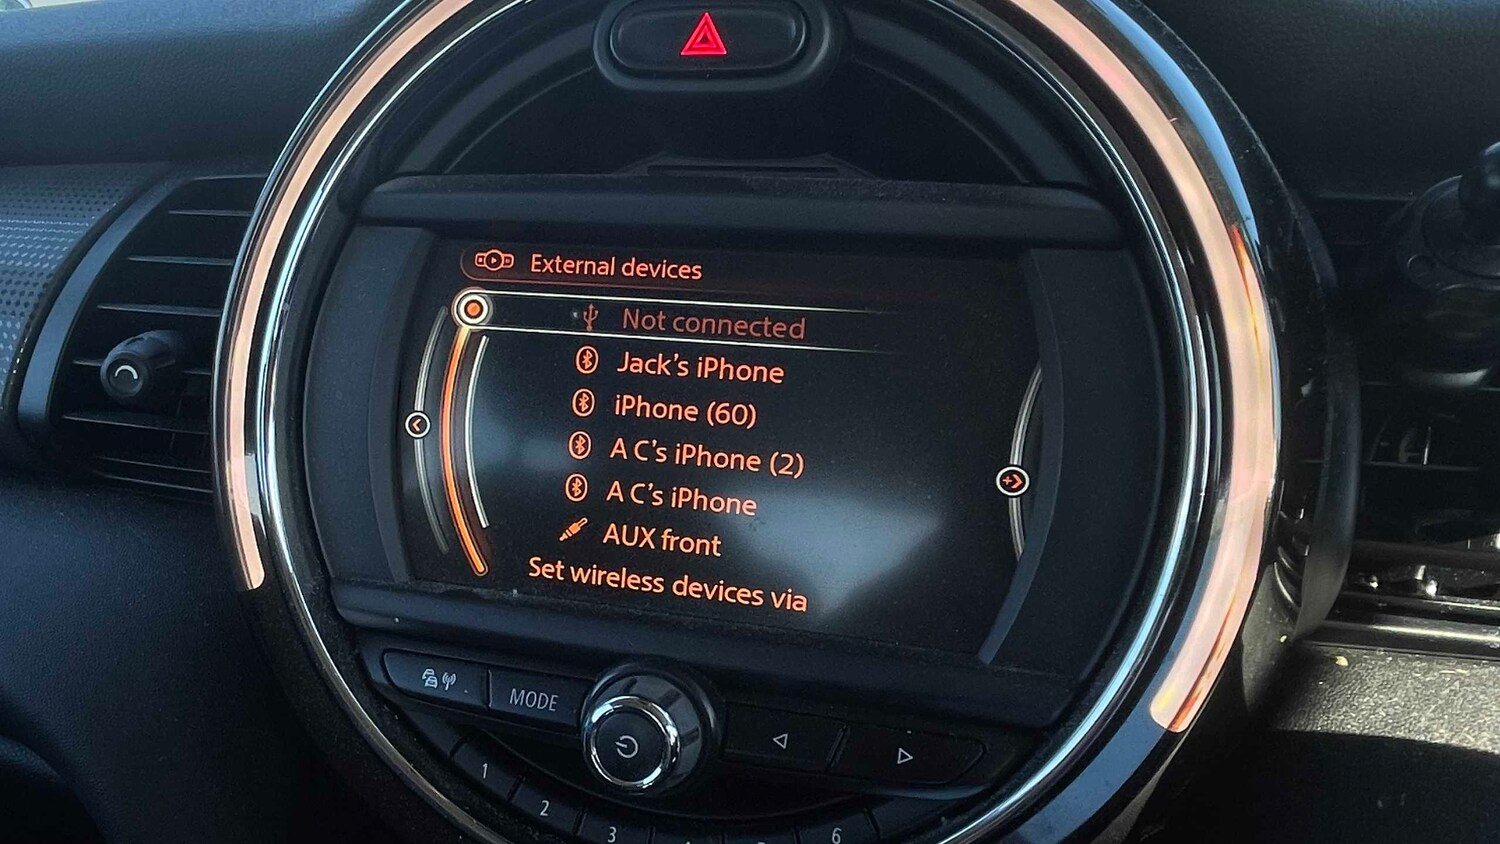 External devices
Not connected
Jack's iPhone
iPhone (60)
A C's iPhone (2)
A C's iPhone
AUX front
Set wireless devices via
MODE
1
2
3
6